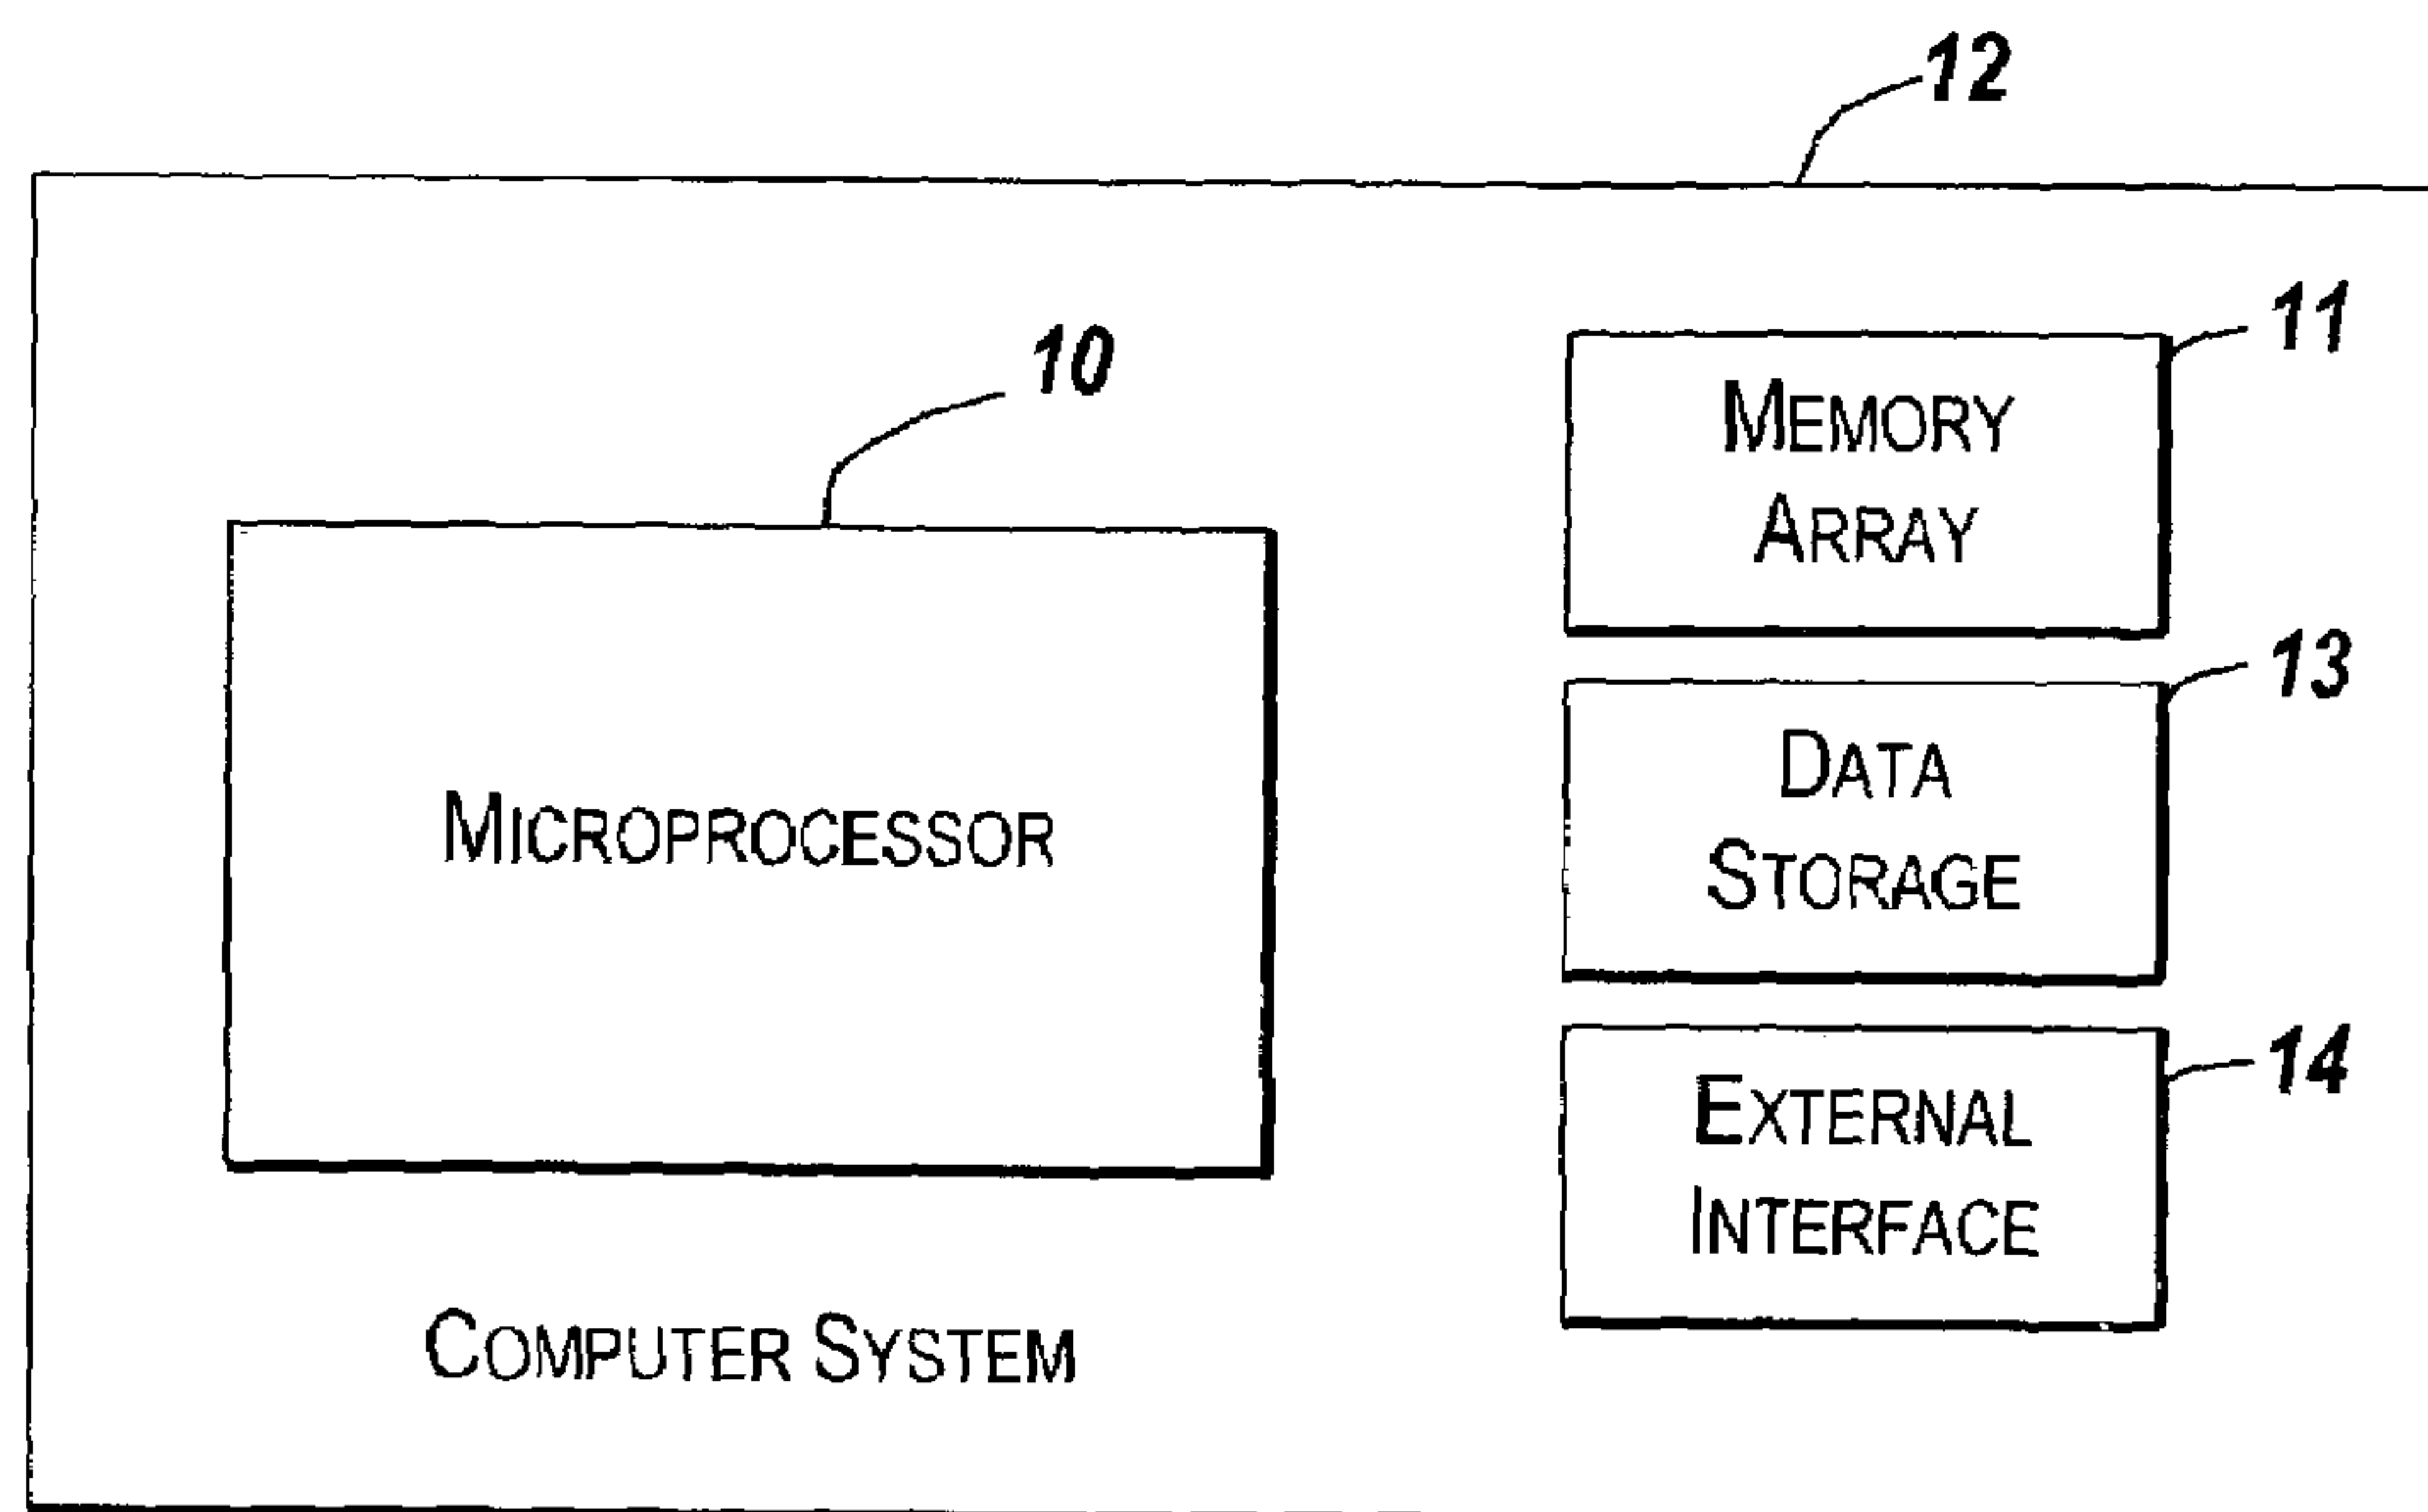 12
11
10
MEMORY
ARRAY
13
DATA
STORAGE
MICROPROCESSOR
14
EXTERNAL
INTERFACE
COMPUTER SYSTEM